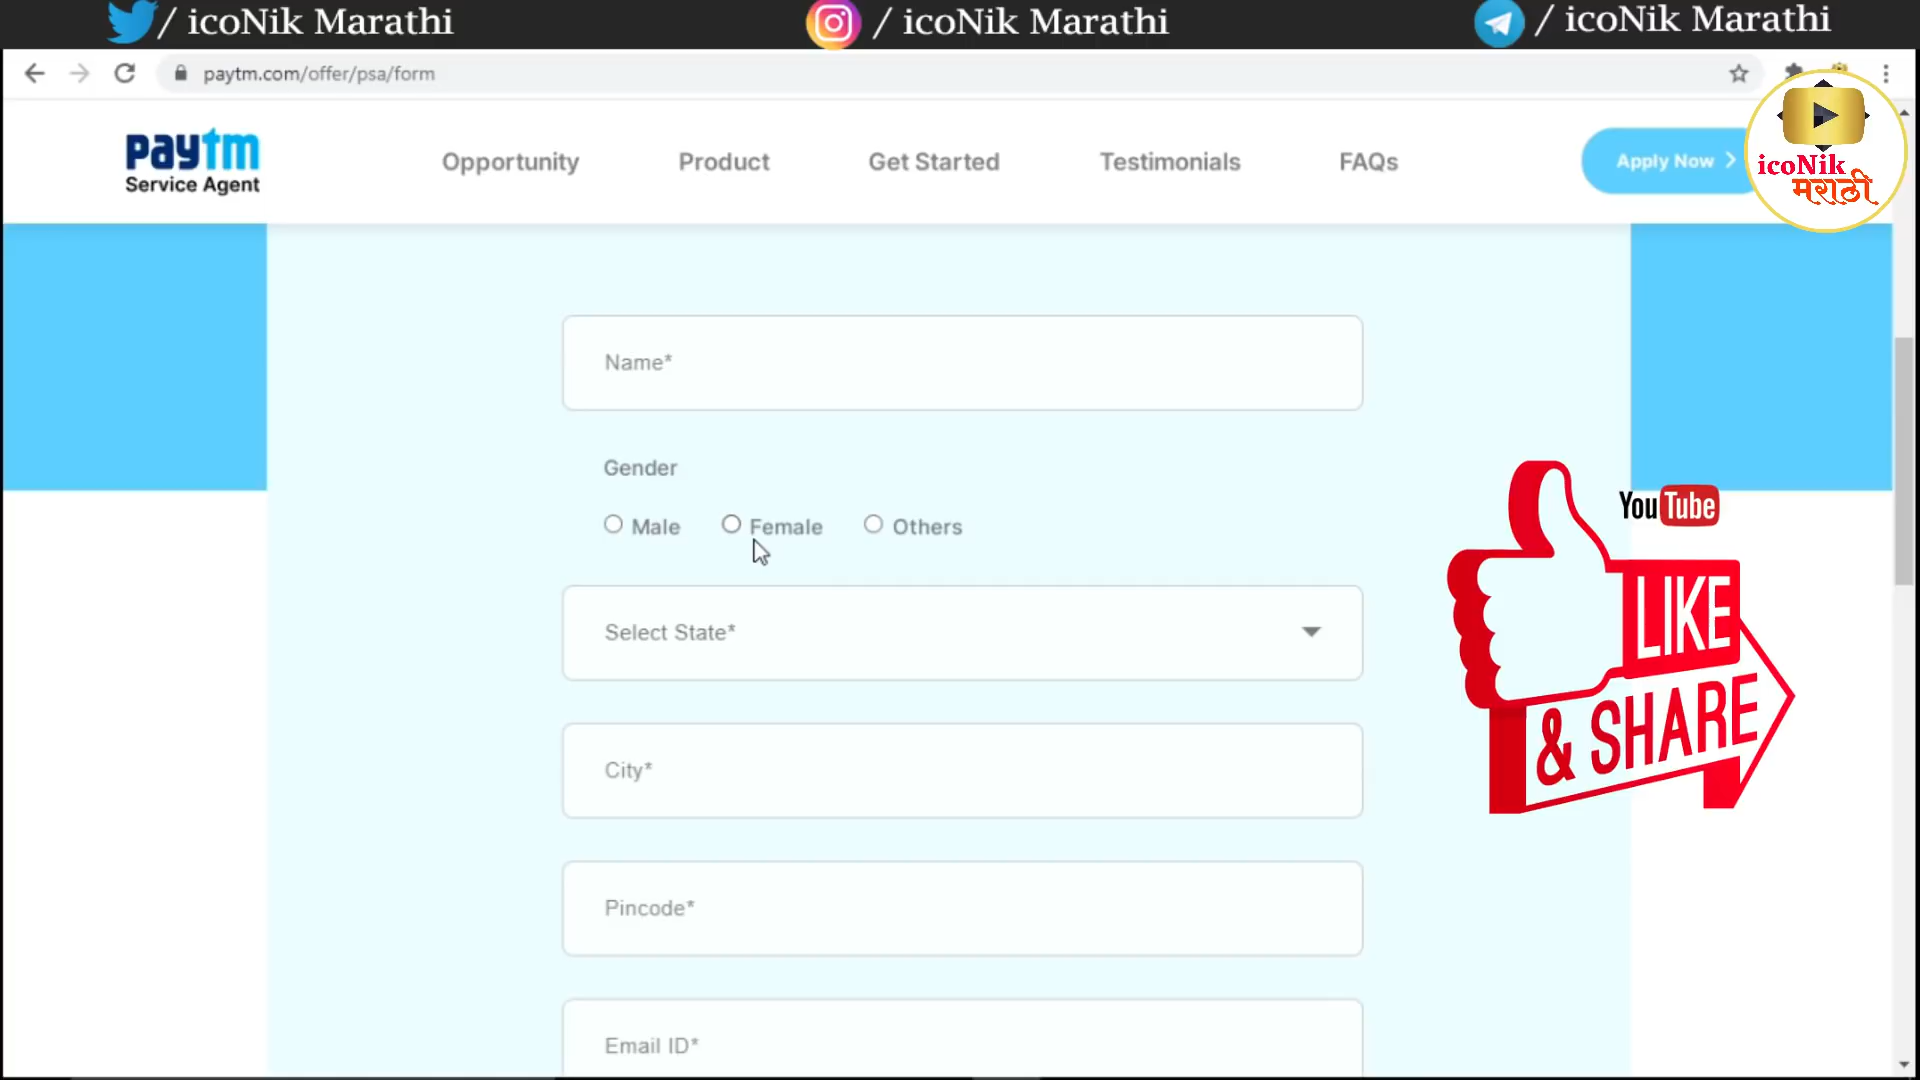 / icoNik Marathi
/ icoNik Marathi
/ icoNik Marathi
paytm.com/offer/psa/form
paytm
Service Agent
Opportunity
Product
Get Started
Testimonials
FAQs
Apply Now
icoNik
मराठी
Name*
Gender
Male
Female
Others
Select State*
City*
Pincode*
Email ID*
YouTube
LIKE
& SHARE